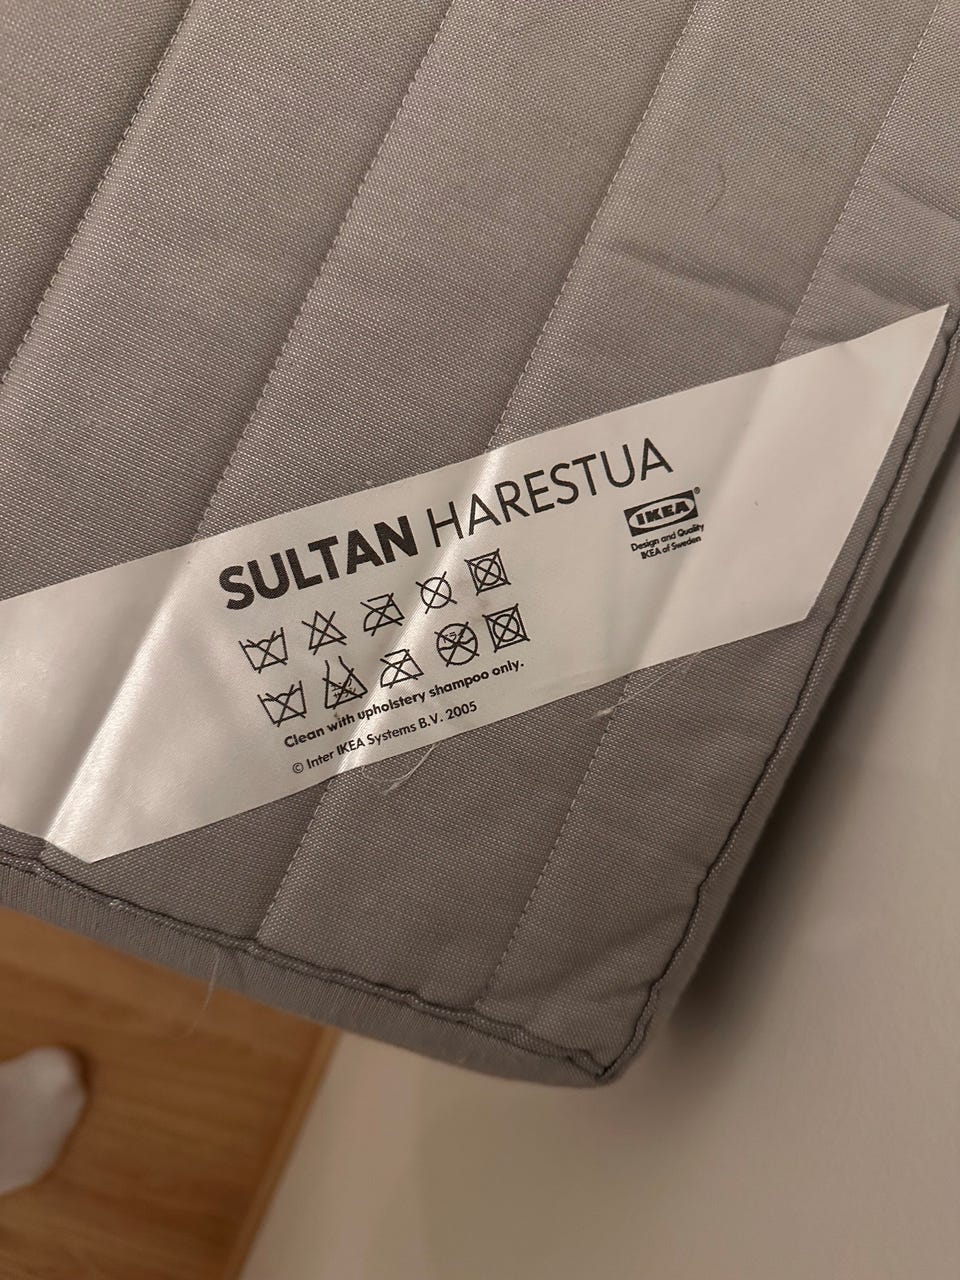 SULTAN HARESTUA
IKEA®
Design and Quality
IKEA of Sweden
Clean with upholstery shampoo only.
© Inter IKEA Systems B.V. 2005